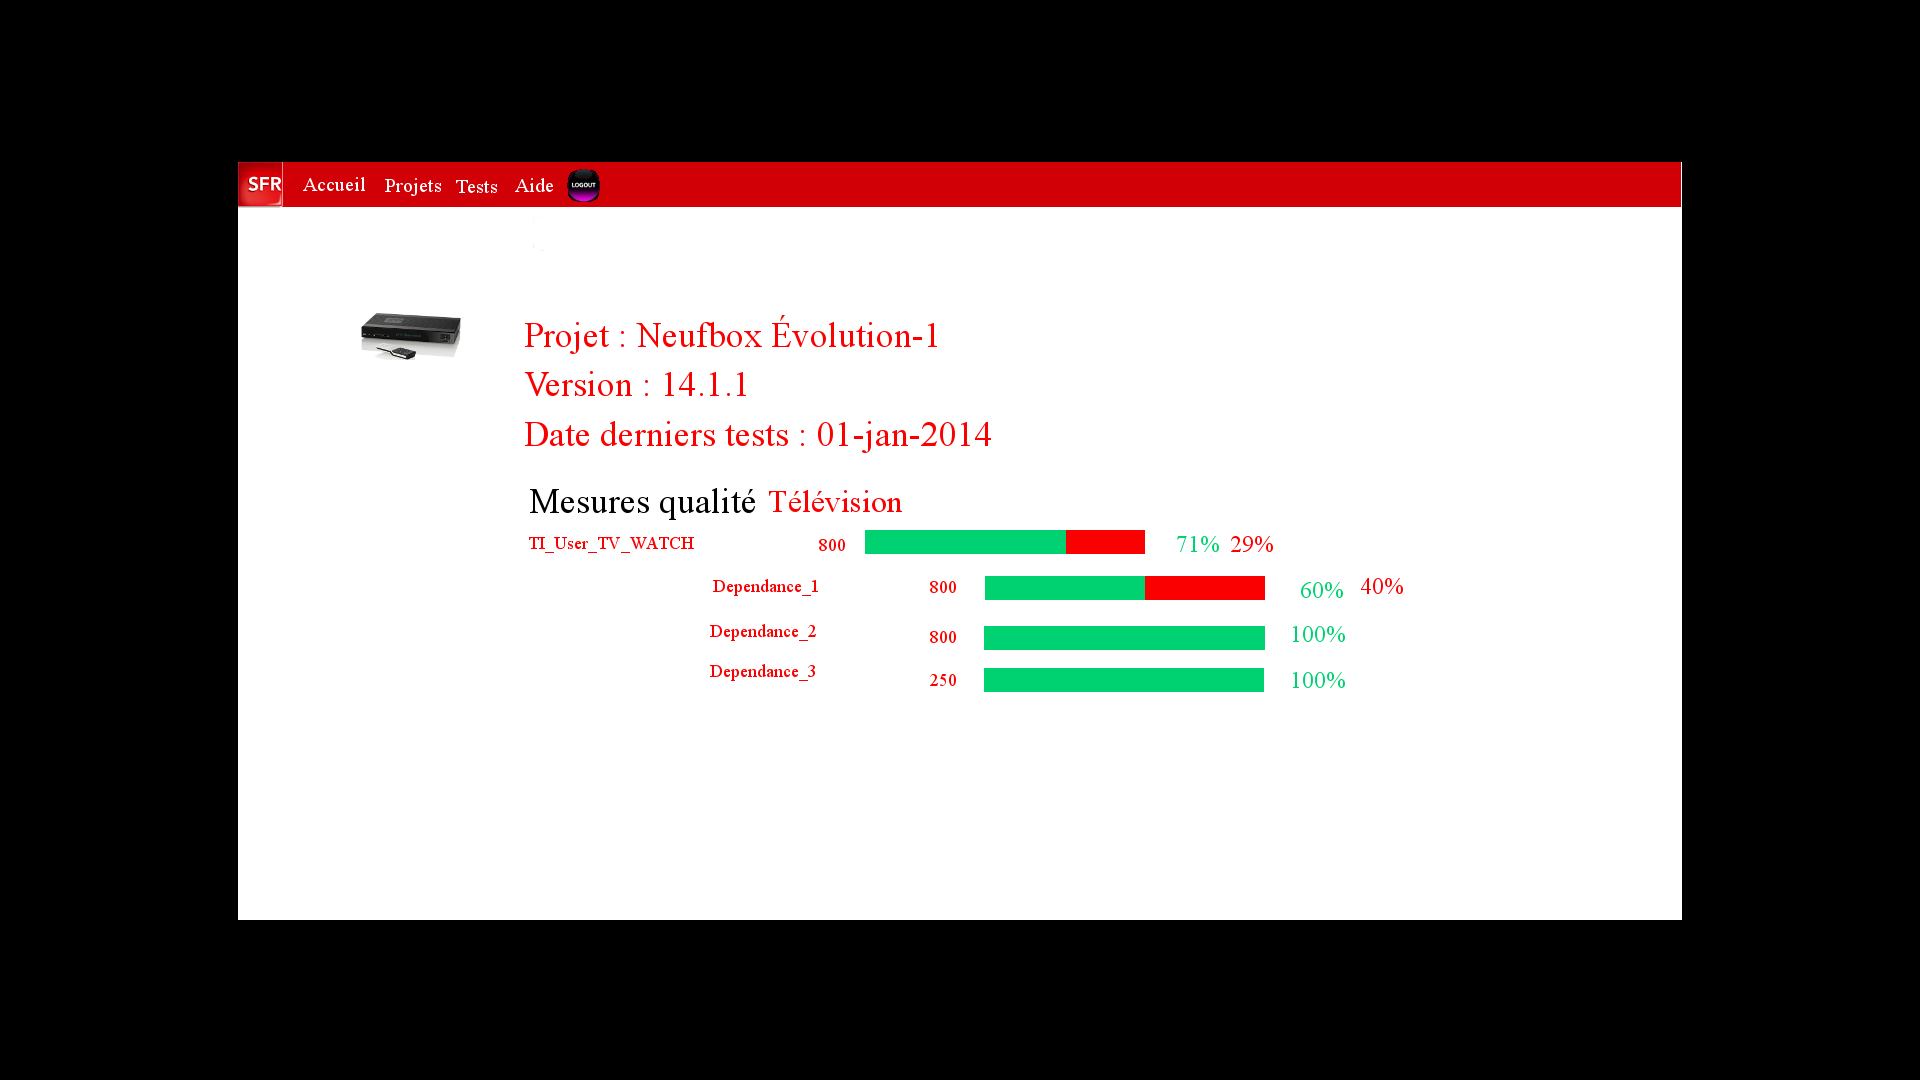 SFR Accueil Projets Tests Aide LOGOUT
Projet : Neufbox Évolution-1
Version : 14.1.1
Date derniers tests : 01-jan-2014
Mesures qualité Télévision
TI_User_TV_WATCH 800 71% 29%
Dependance_1 800 60% 40%
Dependance_2 800 100%
Dependance_3 250 100%